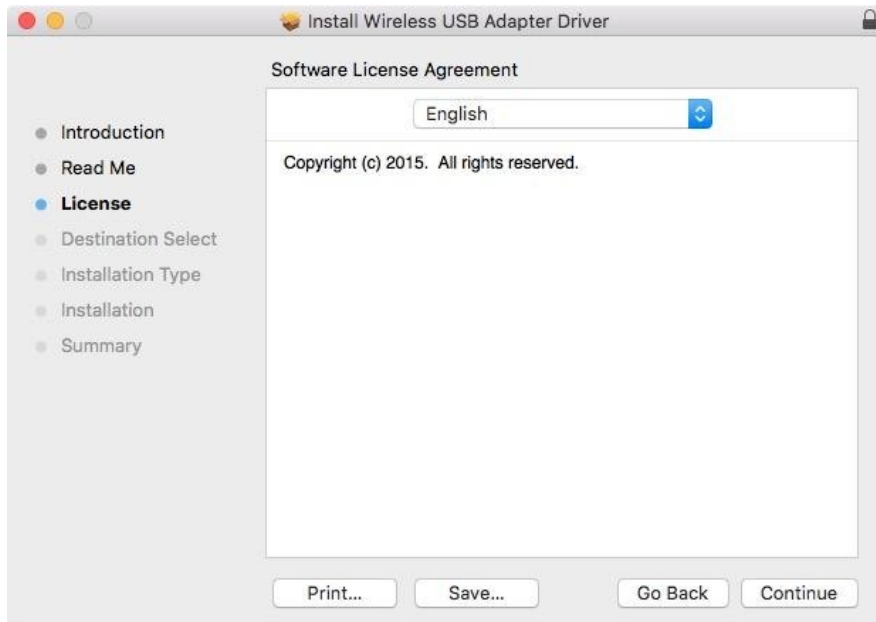 Install Wireless USB Adapter Driver
Software License Agreement
Introduction
Read Me
License
Destination Select
Installation Type
Installation
Summary
English
Copyright (c) 2015.  All rights reserved.
Print...
Save...
Go Back
Continue